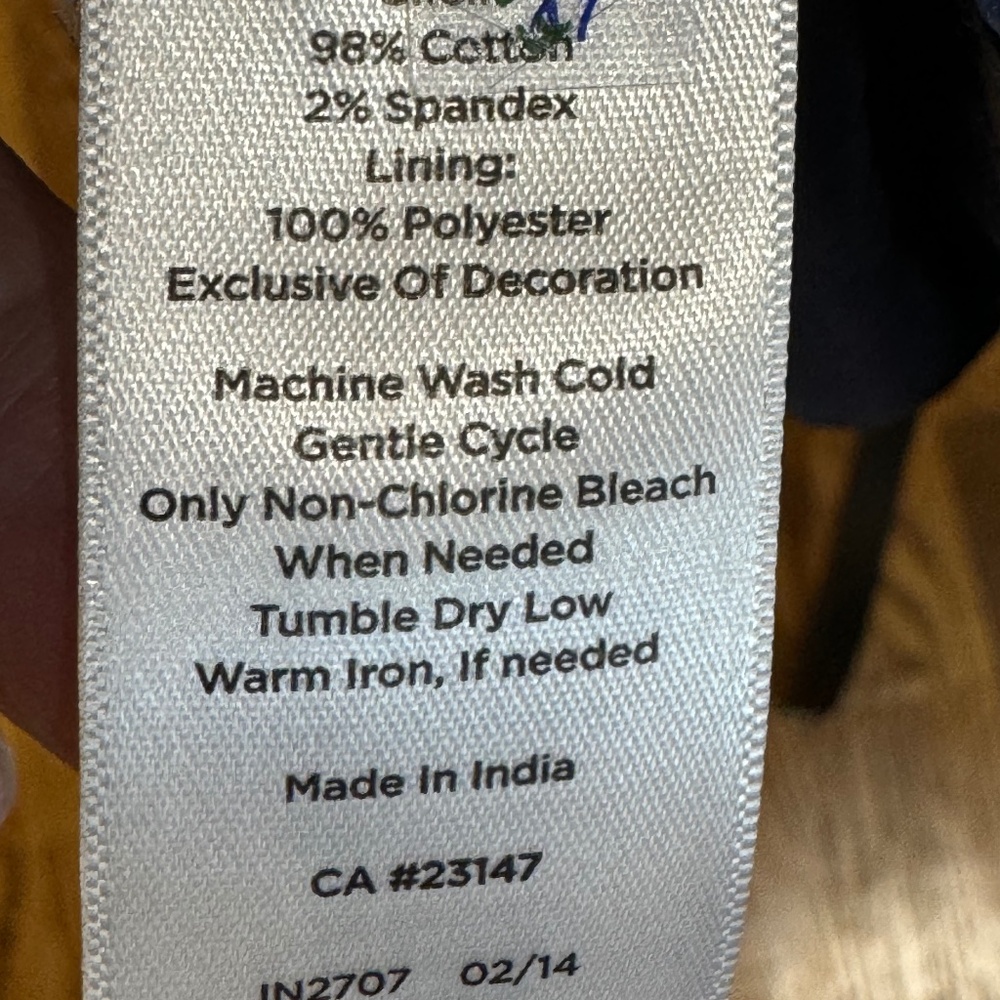 98% Cotton
2% Spandex
Lining:
100% Polyester
Exclusive Of Decoration
Machine Wash Cold
Gentle Cycle
Only Non-Chlorine Bleach
When Needed
Tumble Dry Low
Warm Iron, If needed
Made In India
CA #23147
IN2707 02/14